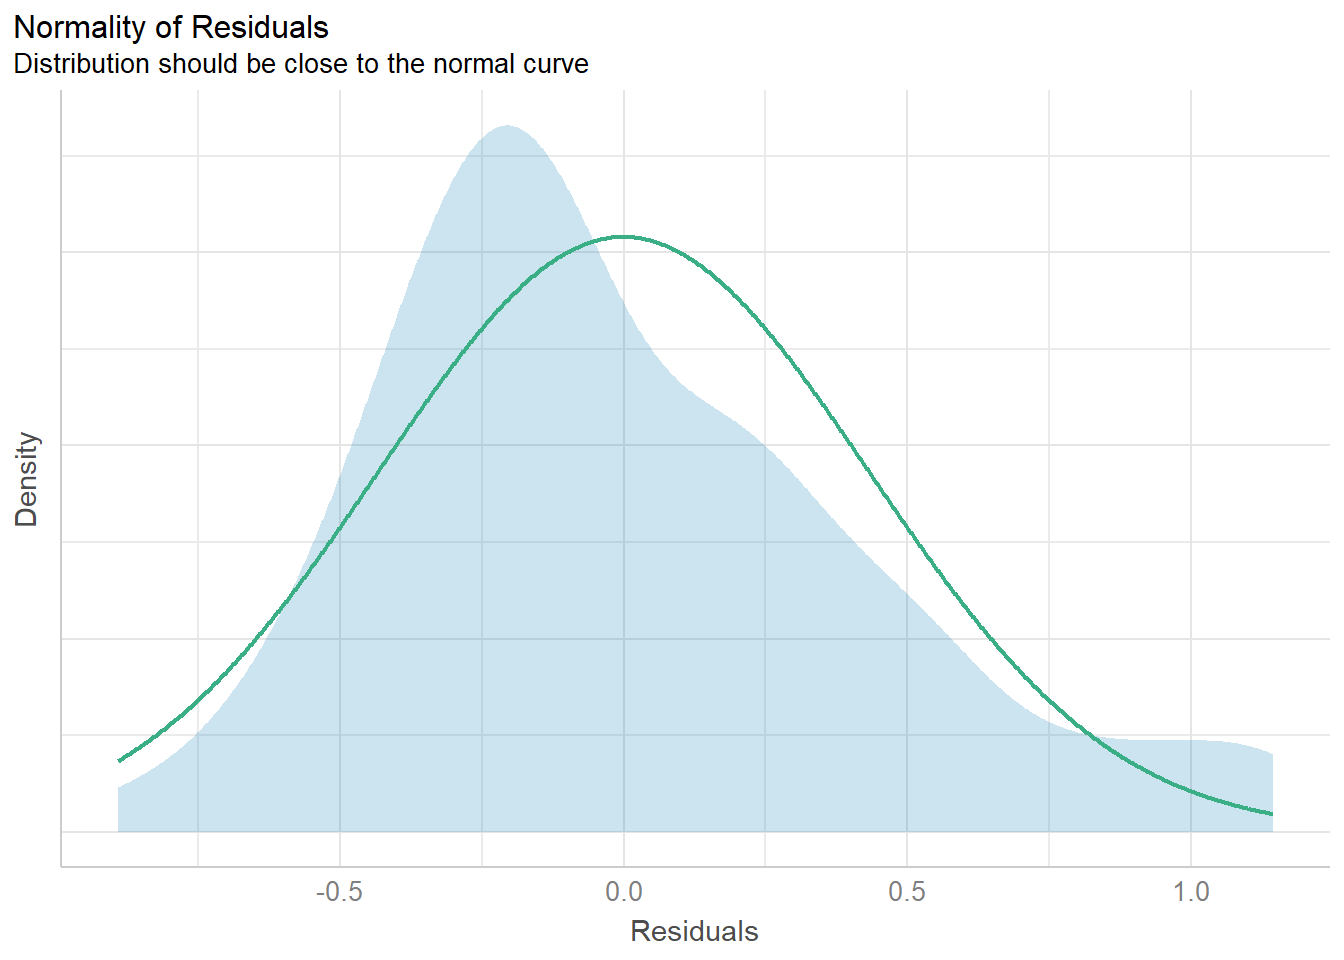 Normality of Residuals
Distribution should be close to the normal curve
Density
-0.5 0.0 0.5 1.0
Residuals